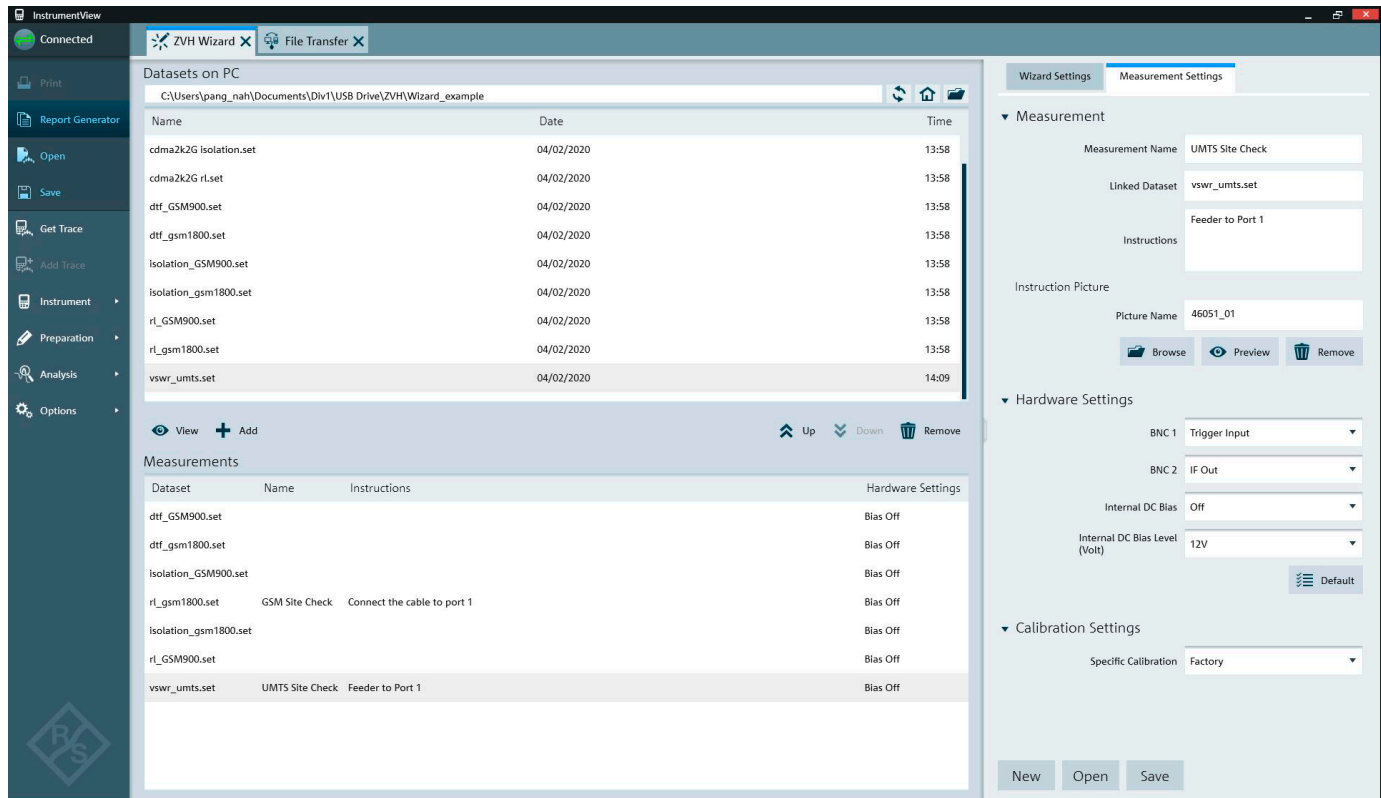 InstrumentView
Connected
ZVH Wizard
File Transfer
Print
Report Generator
Open
Save
Get Trace
Add Trace
Instrument
Preparation
Analysis
Options
R&S
Datasets on PC
C:\Users\pang_nah\Documents\Div1\USB Drive\ZVH\Wizard_example
Name Date Time
cdma2k2G isolation.set 04/02/2020 13:58
cdma2k2G rl.set 04/02/2020 13:58
dtf_GSM900.set 04/02/2020 13:58
dtf_gsm1800.set 04/02/2020 13:58
isolation_GSM900.set 04/02/2020 13:58
isolation_gsm1800.set 04/02/2020 13:58
rl_GSM900.set 04/02/2020 13:58
rl_gsm1800.set 04/02/2020 13:58
vswr_umts.set 04/02/2020 14:09
View Add Up Down Remove
Measurements
Dataset Name Instructions Hardware Settings
dtf_GSM900.set Bias Off
dtf_gsm1800.set Bias Off
isolation_GSM900.set Bias Off
rl_gsm1800.set GSM Site Check Connect the cable to port 1 Bias Off
isolation_gsm1800.set Bias Off
rl_GSM900.set Bias Off
vswr_umts.set UMTS Site Check Feeder to Port 1 Bias Off
Wizard Settings Measurement Settings
Measurement
Measurement Name UMTS Site Check
Linked Dataset vswr_umts.set
Instructions Feeder to Port 1
Instruction Picture
Picture Name 46051_01
Browse Preview Remove
Hardware Settings
BNC 1 Trigger Input
BNC 2 IF Out
Internal DC Bias Off
Internal DC Bias Level
(Volt) 12V
Default
Calibration Settings
Specific Calibration Factory
New Open Save